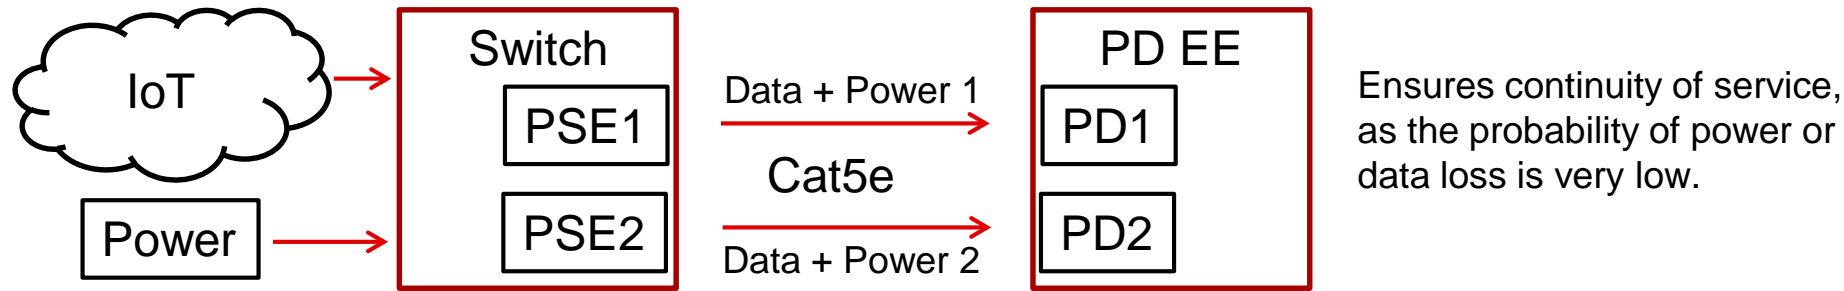 IoT
Power
Switch
PSE1
PSE2
Data + Power 1
Cat5e
Data + Power 2
PD EE
PD1
PD2
Ensures continuity of service,
as the probability of power or
data loss is very low.